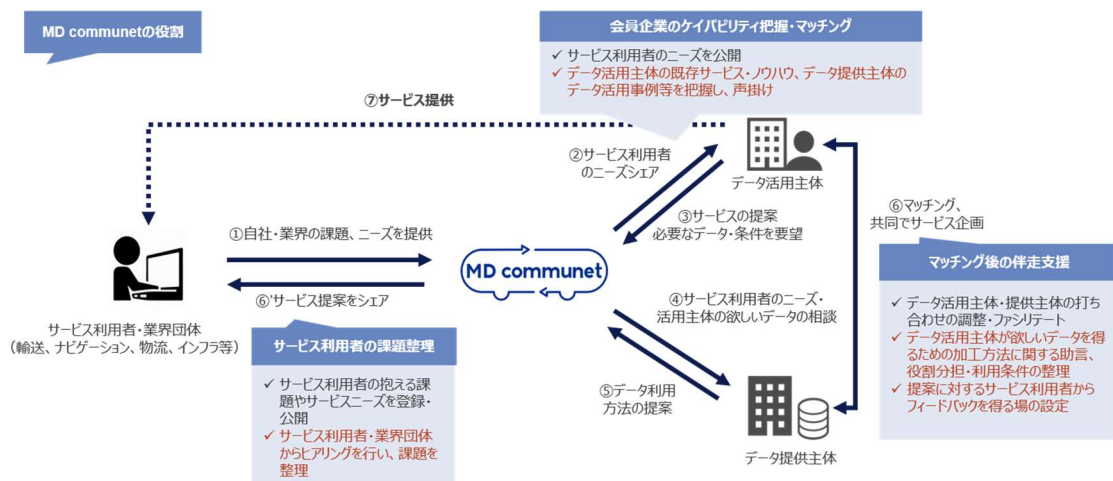 MD communetの役割
会員企業のケイパビリティ把握・マッチング
✓ サービス利用者のニーズを公開
✓ データ活用主体の既存サービス・ノウハウ、データ提供主体の
データ活用事例等を把握し、声掛け
⑦サービス提供
②サービス利用者
のニーズシェア
データ活用主体
③サービスの提案
必要なデータ・条件を要望
⑥マッチング、
共同でサービス企画
①自社・業界の課題、ニーズを提供
MD communet
⑥'サービス提案をシェア
サービス利用者・業界団体
（輸送、ナビゲーション、物流、インフラ等）
④サービス利用者のニーズ・
活用主体の欲しいデータの相談
⑤データ利用
方法の提案
データ提供主体
サービス利用者の課題整理
✓ サービス利用者の抱える課
題やサービスニーズを登録・
公開
✓ サービス利用者・業界団体
からヒアリングを行い、課題を
整理
マッチング後の伴走支援
✓ データ活用主体・提供主体の打ち
合わせの調整・ファシリテート
✓ データ活用主体が欲しいデータを得
るための加工方法に関する助言、
役割分担・利用条件の整理
✓ 提案に対するサービス利用者から
フィードバックを得る場の設定